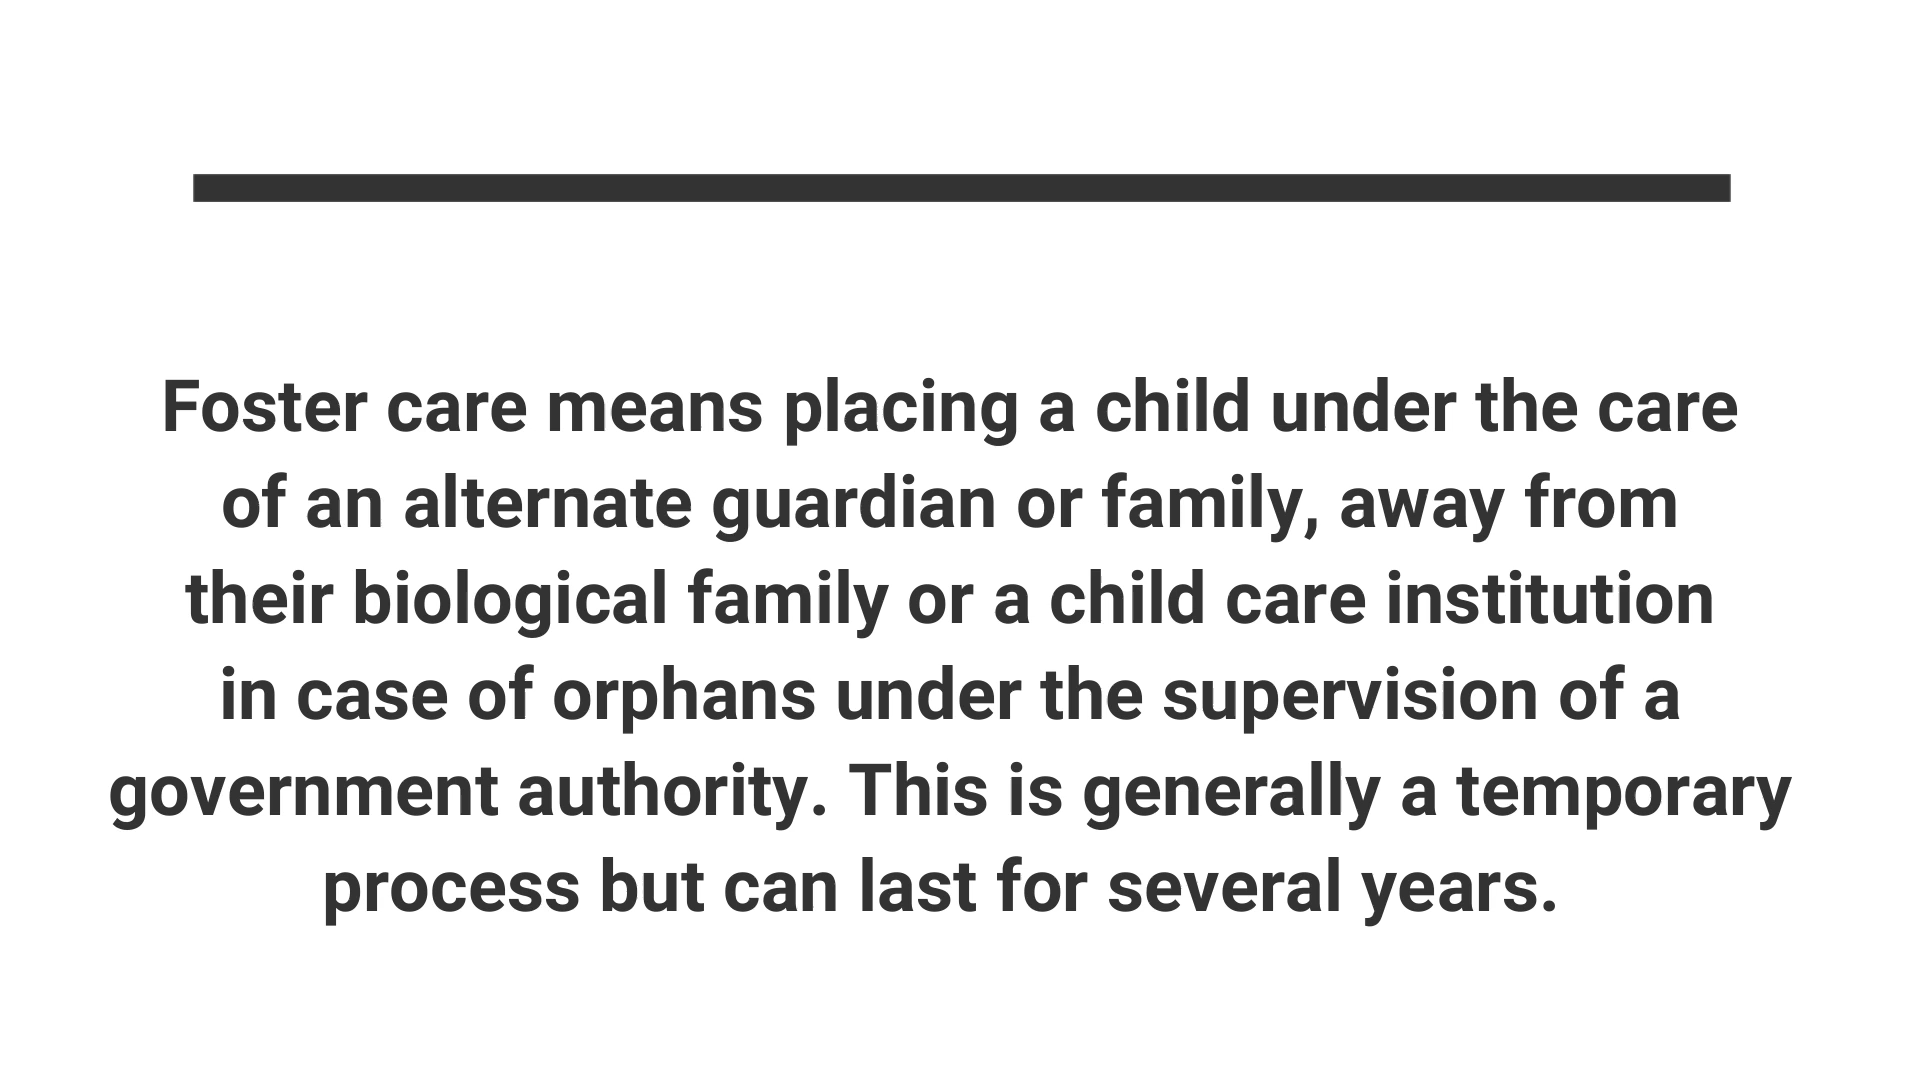 Foster care means placing a child under the care
of an alternate guardian or family, away from
their biological family or a child care institution
in case of orphans under the supervision of a
government authority. This is generally a temporary
process but can last for several years.